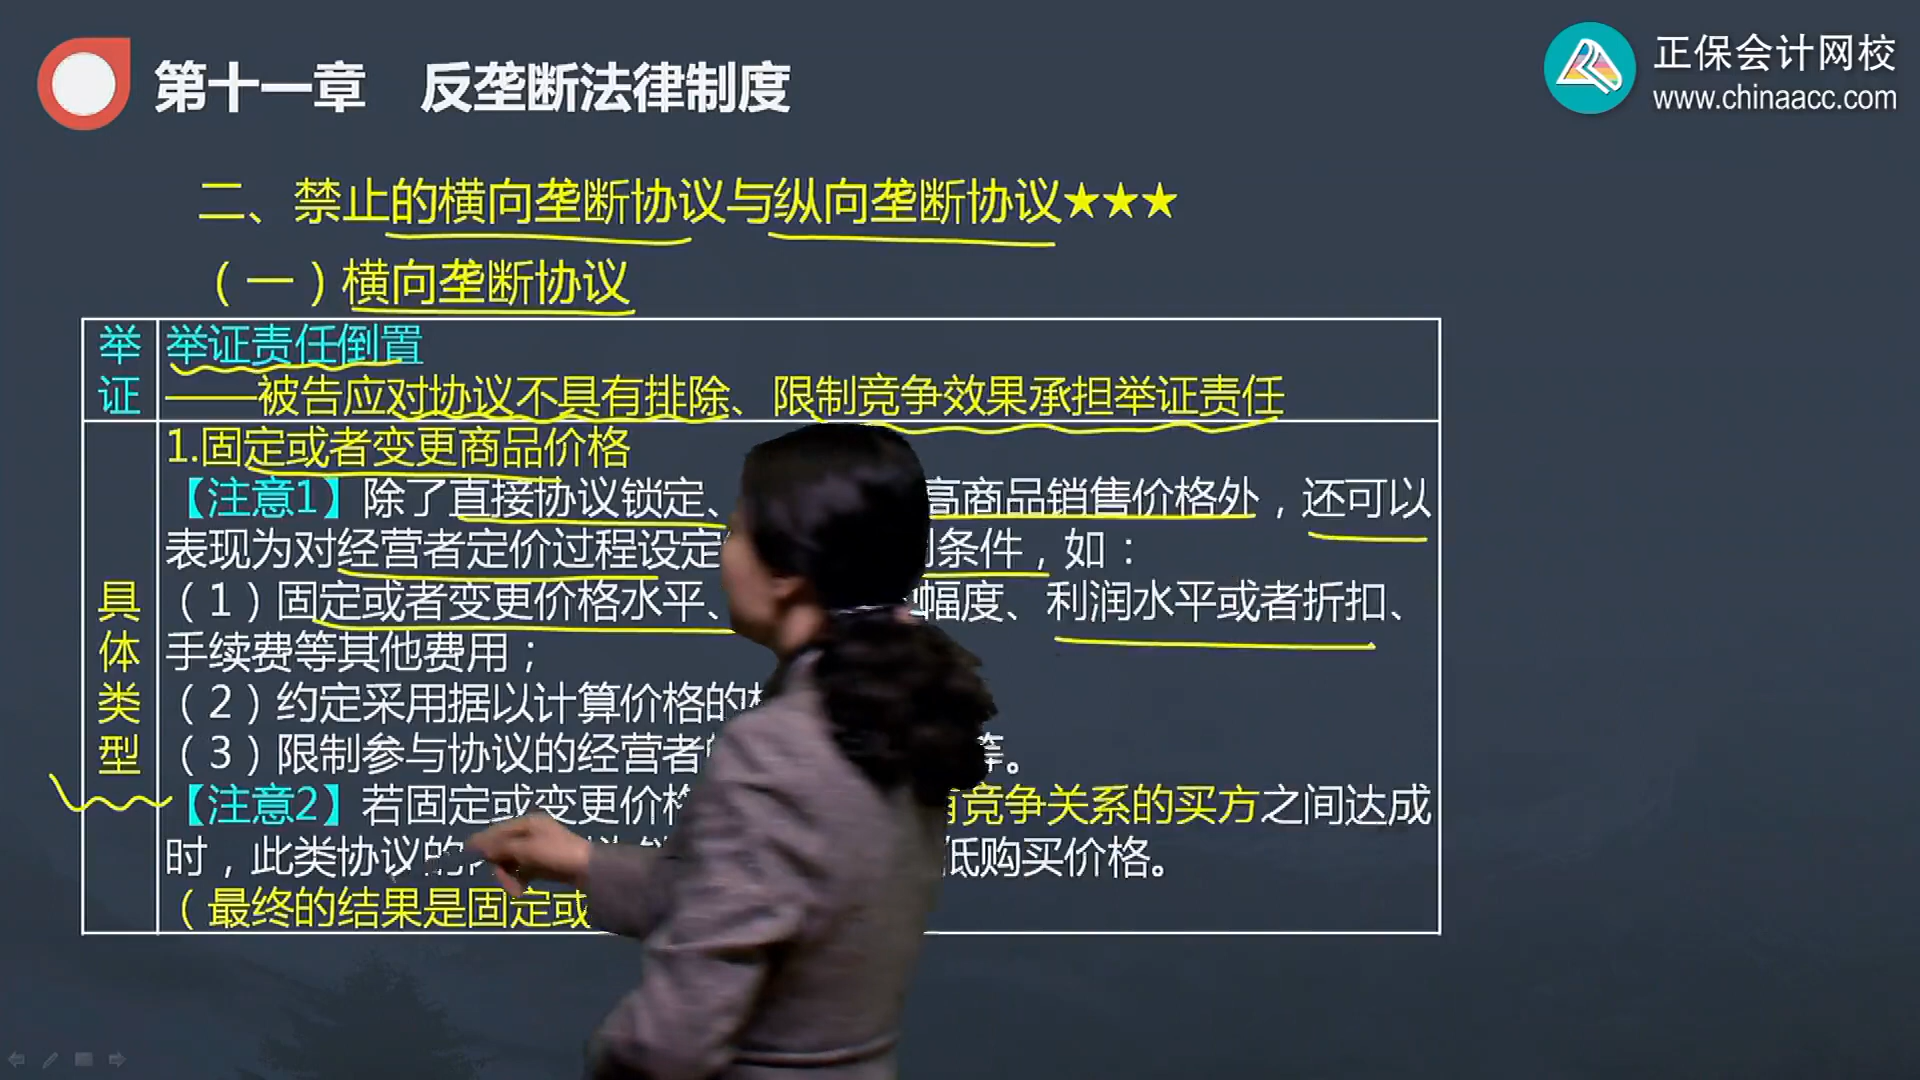 第十一章 反垄断法律制度
正保会计网校
www.chinaacc.com
二、禁止的横向垄断协议与纵向垄断协议★★★
（一）横向垄断协议
举证
举证责任倒置
——被告应对协议不具有排除、限制竞争效果承担举证责任
具体类型
1.固定或者变更商品价格
【注意1】除了直接协议锁定、 高商品销售价格外，还可以
表现为对经营者定价过程设定 条件，如：
（1）固定或者变更价格水平、 幅度、利润水平或者折扣、
手续费等其他费用；
（2）约定采用据以计算价格的
（3）限制参与协议的经营者 等。
【注意2】若固定或变更价格 有竞争关系的买方之间达成
时，此类协议的 低购买价格。
（最终的结果是固定或